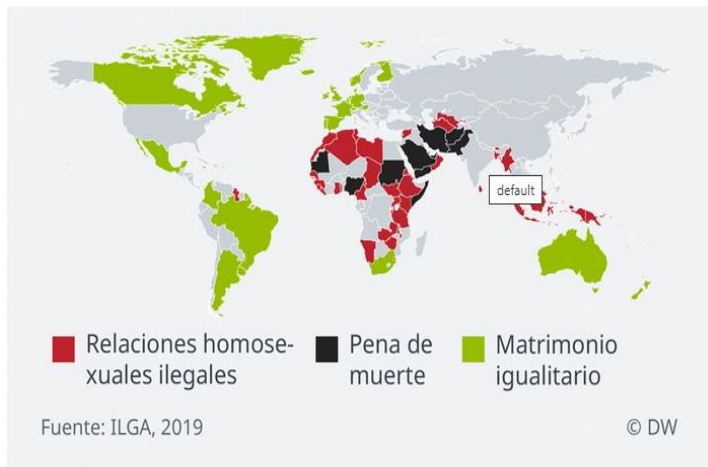 default
Relaciones homose-
xuales ilegales
Pena de
muerte
Matrimonio
igualitario
Fuente: ILGA, 2019
© DW